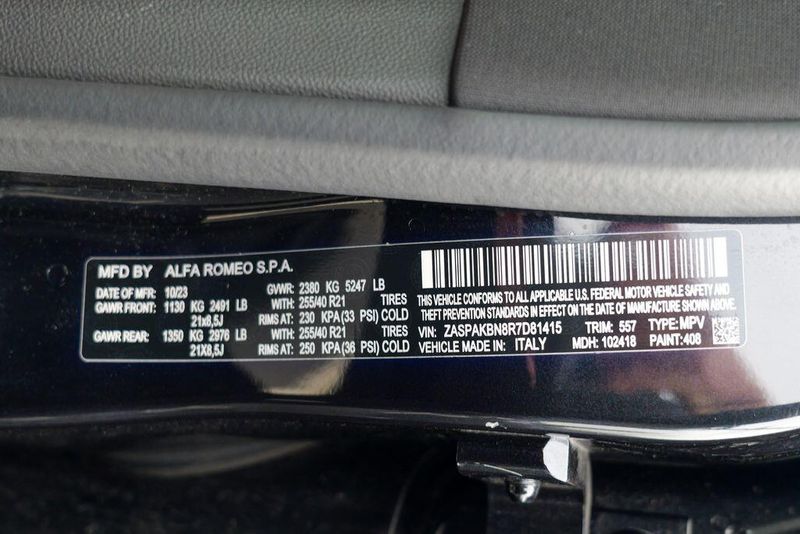 MFD BY ALFA ROMEO S.P.A.
DATE OF MFR: 10/23 GVWR: 2380 KG 5247 LB
GAWR FRONT: 1130 KG 2491 LB WITH: 255/40 R21 TIRES
21x8,5J RIMS AT: 230 KPA (33 PSI) COLD
GAWR REAR: 1350 KG 2976 LB WITH: 255/40 R21 TIRES
21X8,5J RIMS AT: 250 KPA (36 PSI) COLD
THIS VEHICLE CONFORMS TO ALL APPLICABLE U.S. FEDERAL MOTOR VEHICLE SAFETY AND
THEFT PREVENTION STANDARDS IN EFFECT ON THE DATE OF MANUFACTURE SHOWN ABOVE.
VIN: ZASPAKBN8R7D81415 TRIM: 557 TYPE: MPV
VEHICLE MADE IN: ITALY MDH: 102418 PAINT: 408